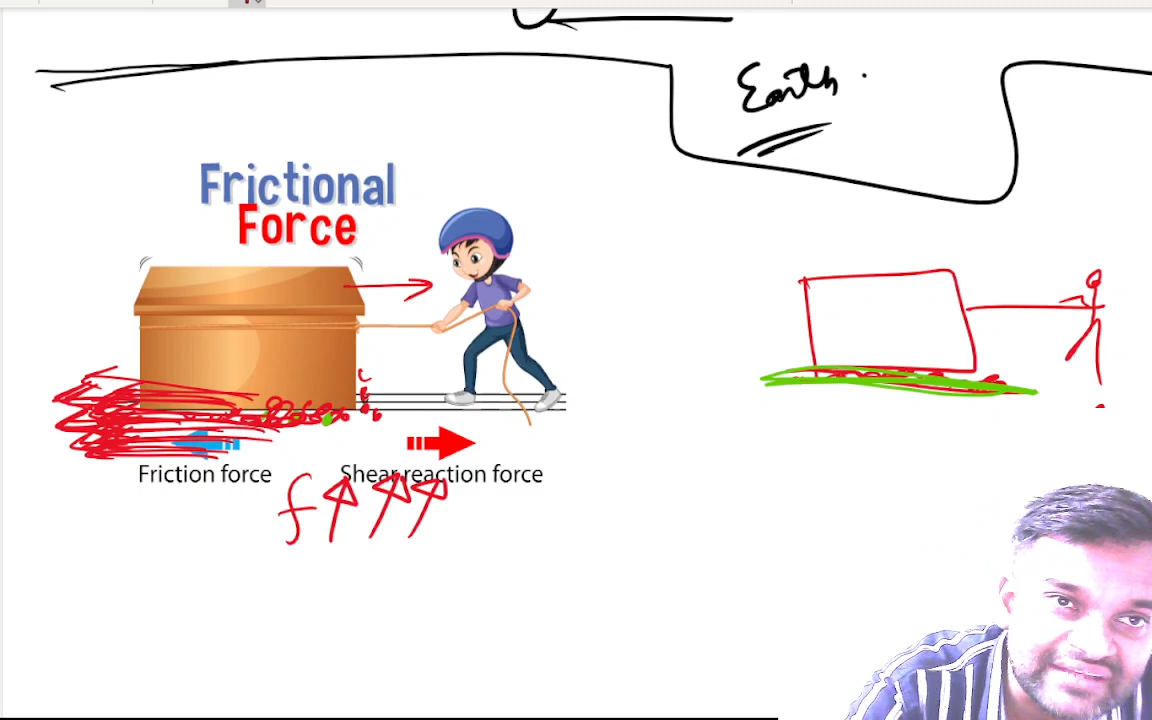 Earth
Frictional
Force
Friction force
Shear reaction force
f↑↑↑